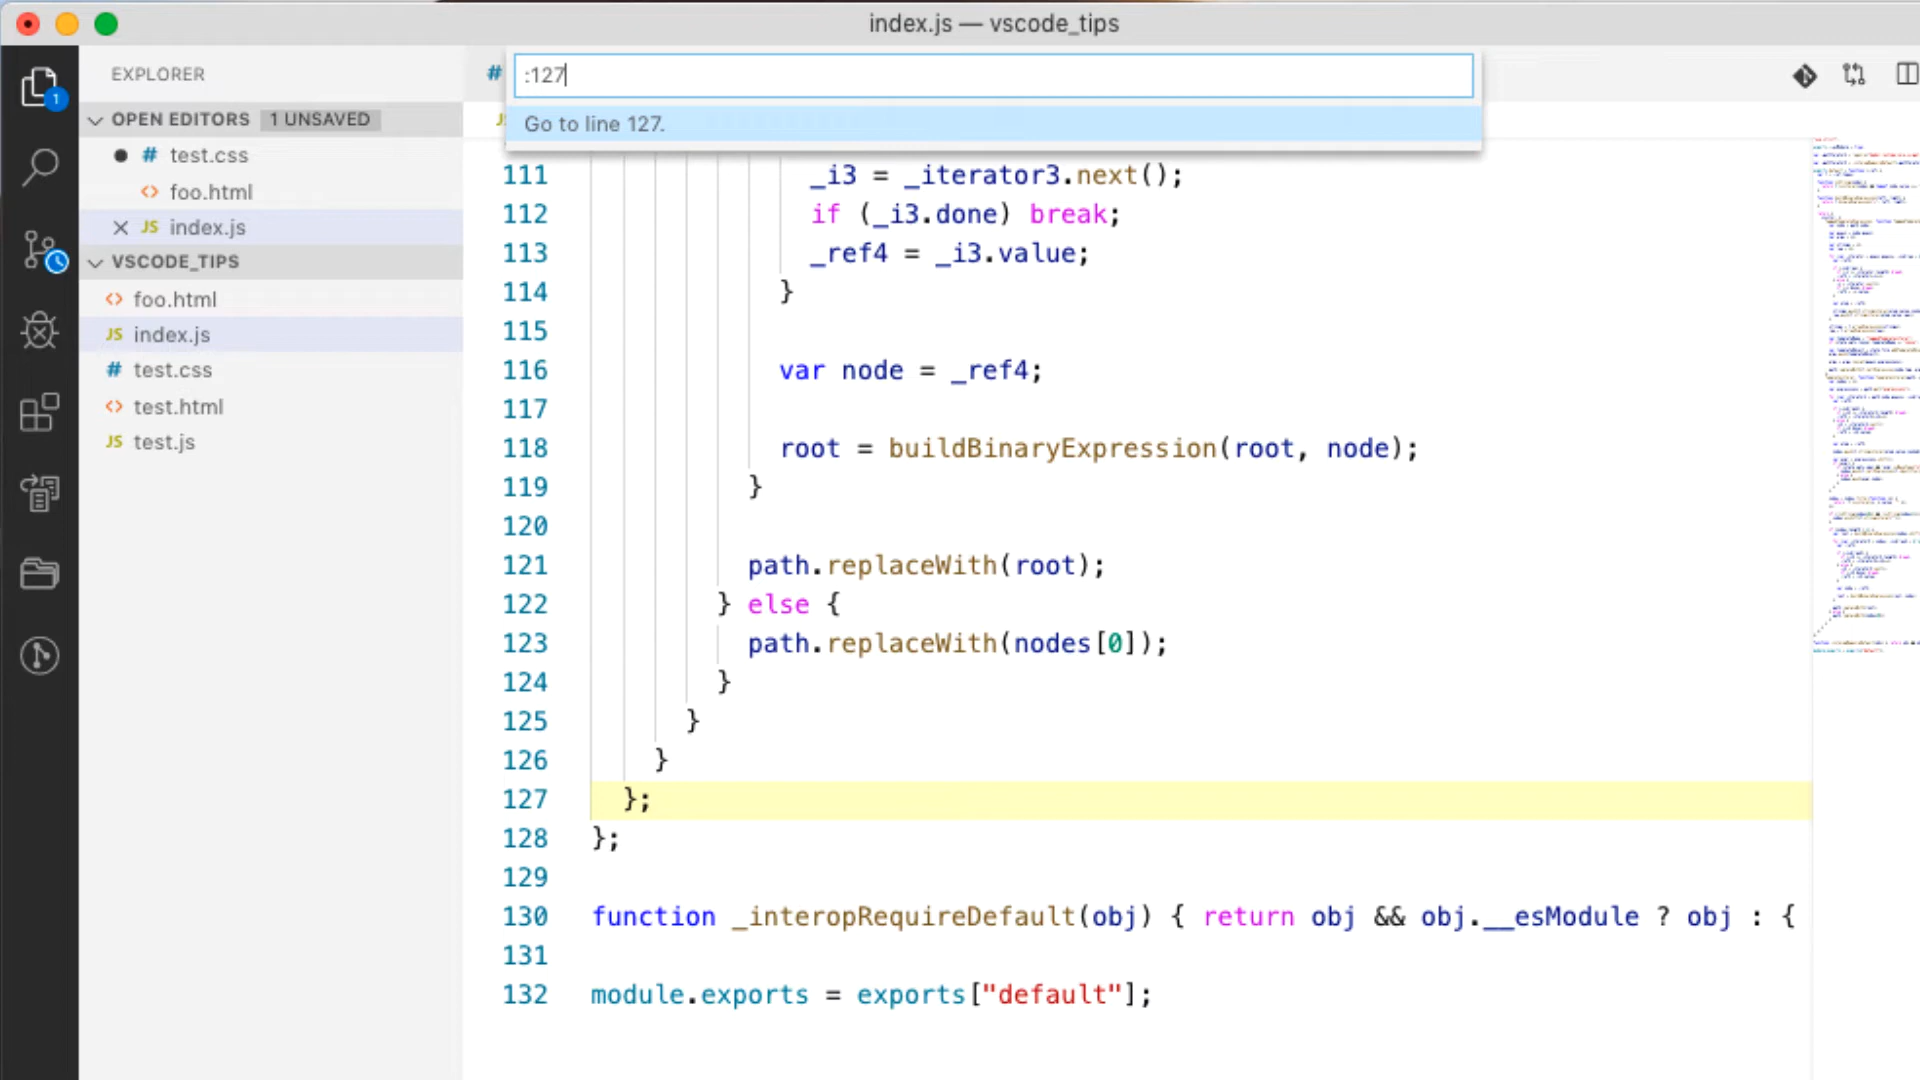 index.js — vscode_tips
EXPLORER
#
:127
1
OPEN EDITORS 1 UNSAVED
Go to line 127.
# test.css
<> foo.html
JS index.js
VSCODE_TIPS
<> foo.html
JS index.js
# test.css
<> test.html
JS test.js
111 _i3 = _iterator3.next();
112 if (_i3.done) break;
113 _ref4 = _i3.value;
114 }
115
116 var node = _ref4;
117
118 root = buildBinaryExpression(root, node);
119 }
120
121 path.replaceWith(root);
122 } else {
123 path.replaceWith(nodes[0]);
124 }
125 }
126 }
127 };
128 };
129
130 function _interopRequireDefault(obj) { return obj && obj.__esModule ? obj : {
131
132 module.exports = exports["default"];